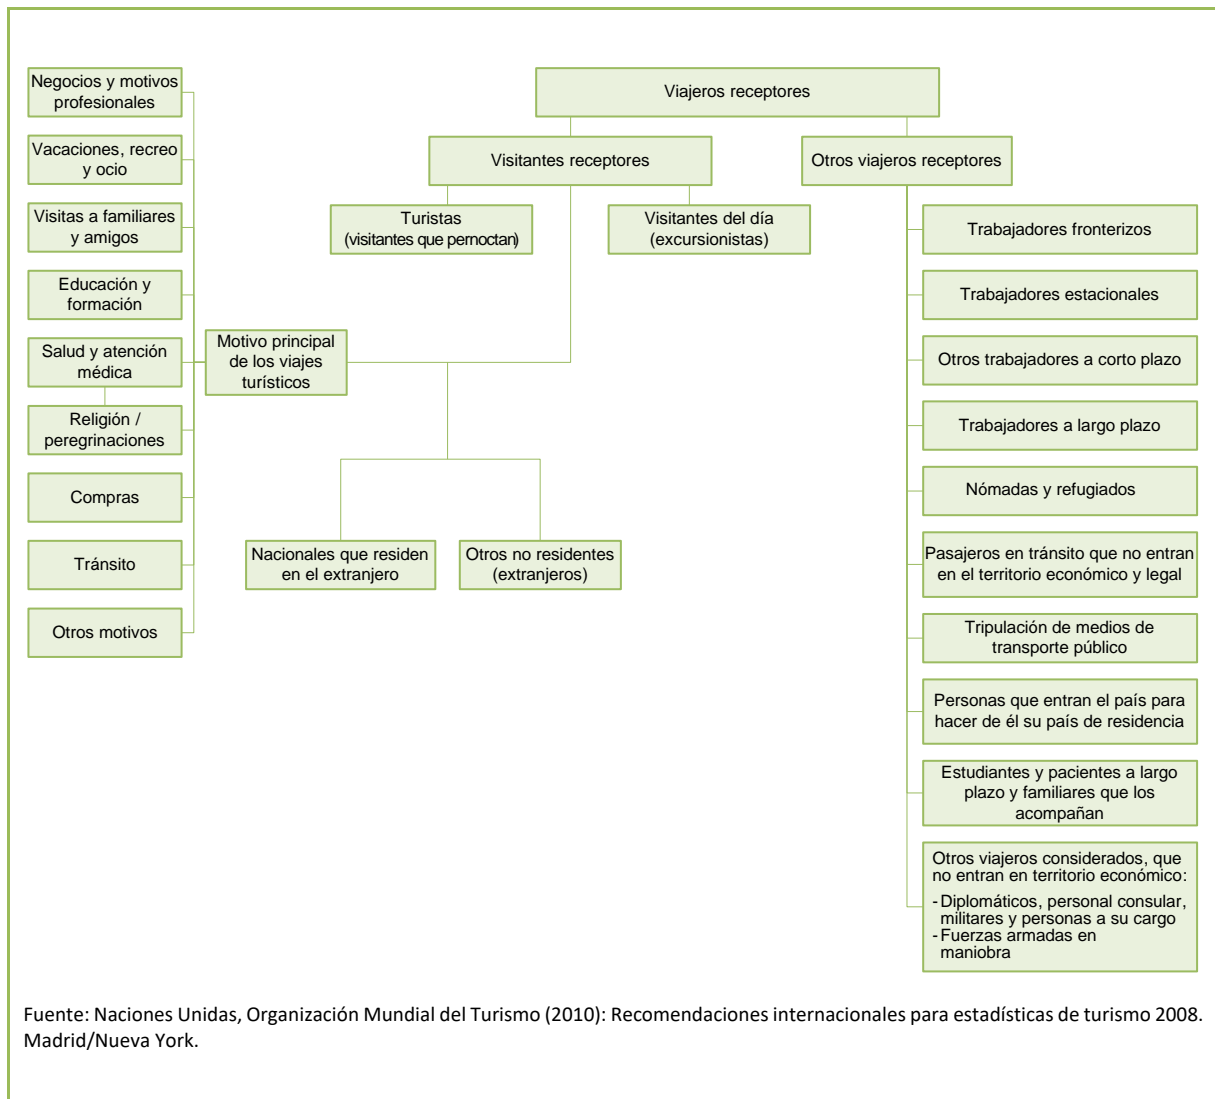 Viajeros receptores
Visitantes receptores
Otros viajeros receptores
Turistas
(visitantes que pernoctan)
Visitantes del día
(excursionistas)
Negocios y motivos
profesionales
Vacaciones, recreo
y ocio
Visitas a familiares
y amigos
Educación y
formación
Salud y atención
médica
Religión /
peregrinaciones
Compras
Tránsito
Otros motivos
Motivo principal
de los viajes
turísticos
Nacionales que residen
en el extranjero
Otros no residentes
(extranjeros)
Trabajadores fronterizos
Trabajadores estacionales
Otros trabajadores a corto plazo
Trabajadores a largo plazo
Nómadas y refugiados
Pasajeros en tránsito que no entran
en el territorio económico y legal
Tripulación de medios de
transporte público
Personas que entran el país para
hacer de él su país de residencia
Estudiantes y pacientes a largo
plazo y familiares que los
acompañan
Otros viajeros considerados, que
no entran en territorio económico:
- Diplomáticos, personal consular,
militares y personas a su cargo
- Fuerzas armadas en
maniobra
Fuente: Naciones Unidas, Organización Mundial del Turismo (2010): Recomendaciones internacionales para estadísticas de turismo 2008.
Madrid/Nueva York.